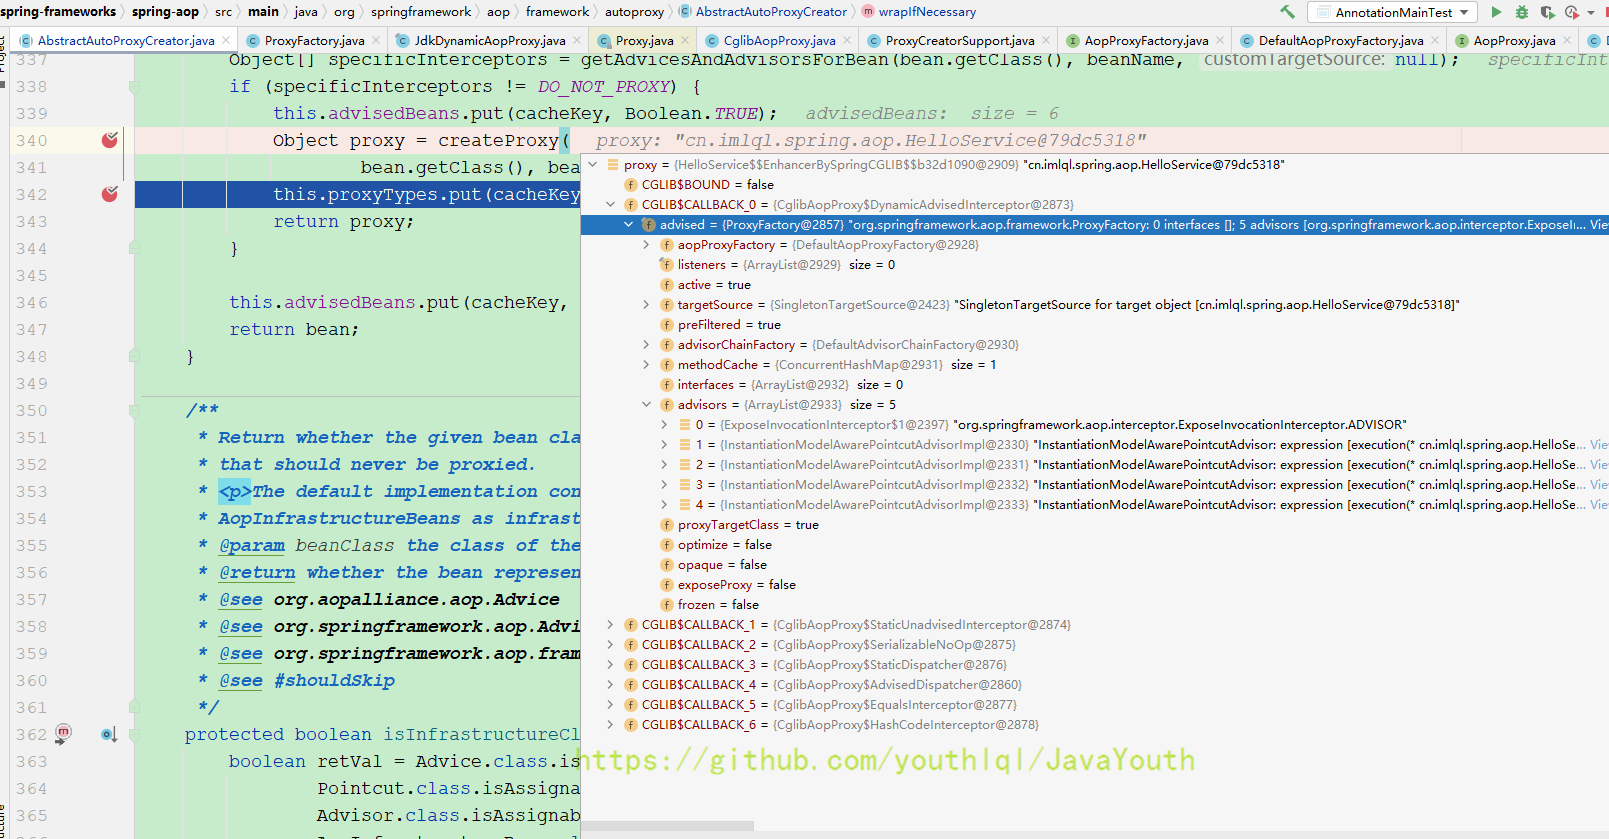 spring-frameworks › spring-aop › src › main › java › org › springframework › aop › framework › autoproxy › AbstractAutoProxyCreator › wrapIfNecessary AnnotationMainTest
AbstractAutoProxyCreator.java ProxyFactory.java JdkDynamicAopProxy.java Proxy.java CglibAopProxy.java ProxyCreatorSupport.java AopProxyFactory.java DefaultAopProxyFactory.java AopProxy.java
337 Object[] specificInterceptors = getAdvicesAndAdvisorsForBean(bean.getClass(), beanName, customTargetSource: null); specificInt
338 if (specificInterceptors != DO_NOT_PROXY) {
339 this.advisedBeans.put(cacheKey, Boolean.TRUE); advisedBeans: size = 6
340 Object proxy = createProxy( proxy: "cn.imlql.spring.aop.HelloService@79dc5318"
341 bean.getClass(), bea
342 this.proxyTypes.put(cacheKey
343 return proxy;
344 }
345
346 this.advisedBeans.put(cacheKey,
347 return bean;
348 }
349
350 /**
351 * Return whether the given bean cla
352 * that should never be proxied.
353 * <p>The default implementation con
354 * AopInfrastructureBeans as infrast
355 * @param beanClass the class of the
356 * @return whether the bean represen
357 * @see org.aopalliance.aop.Advice
358 * @see org.springframework.aop.Advi
359 * @see org.springframework.aop.fram
360 * @see #shouldSkip
361 */
362 protected boolean isInfrastructureCl
363 boolean retVal = Advice.class.is
364 Pointcut.class.isAssigna
365 Advisor.class.isAssignab
proxy = {HelloService$$EnhancerBySpringCGLIB$$b32d1090@2909} "cn.imlql.spring.aop.HelloService@79dc5318"
CGLIB$BOUND = false
CGLIB$CALLBACK_0 = {CglibAopProxy$DynamicAdvisedInterceptor@2873}
advised = {ProxyFactory@2857} "org.springframework.aop.framework.ProxyFactory: 0 interfaces []; 5 advisors [org.springframework.aop.interceptor.ExposeIn... Vie
aopProxyFactory = {DefaultAopProxyFactory@2928}
listeners = {ArrayList@2929} size = 0
active = true
targetSource = {SingletonTargetSource@2423} "SingletonTargetSource for target object [cn.imlql.spring.aop.HelloService@79dc5318]"
preFiltered = true
advisorChainFactory = {DefaultAdvisorChainFactory@2930}
methodCache = {ConcurrentHashMap@2931} size = 1
interfaces = {ArrayList@2932} size = 0
advisors = {ArrayList@2933} size = 5
0 = {ExposeInvocationInterceptor$1@2397} "org.springframework.aop.interceptor.ExposeInvocationInterceptor.ADVISOR"
1 = {InstantiationModelAwarePointcutAdvisorImpl@2330} "InstantiationModelAwarePointcutAdvisor: expression [execution(* cn.imlql.spring.aop.HelloSe... Vie
2 = {InstantiationModelAwarePointcutAdvisorImpl@2331} "InstantiationModelAwarePointcutAdvisor: expression [execution(* cn.imlql.spring.aop.HelloSe... Vie
3 = {InstantiationModelAwarePointcutAdvisorImpl@2332} "InstantiationModelAwarePointcutAdvisor: expression [execution(* cn.imlql.spring.aop.HelloSe... Vie
4 = {InstantiationModelAwarePointcutAdvisorImpl@2333} "InstantiationModelAwarePointcutAdvisor: expression [execution(* cn.imlql.spring.aop.HelloSe... Vie
proxyTargetClass = true
optimize = false
opaque = false
exposeProxy = false
frozen = false
CGLIB$CALLBACK_1 = {CglibAopProxy$StaticUnadvisedInterceptor@2874}
CGLIB$CALLBACK_2 = {CglibAopProxy$SerializableNoOp@2875}
CGLIB$CALLBACK_3 = {CglibAopProxy$StaticDispatcher@2876}
CGLIB$CALLBACK_4 = {CglibAopProxy$AdvisedDispatcher@2860}
CGLIB$CALLBACK_5 = {CglibAopProxy$EqualsInterceptor@2877}
CGLIB$CALLBACK_6 = {CglibAopProxy$HashCodeInterceptor@2878}
https://github.com/youthlql/JavaYouth